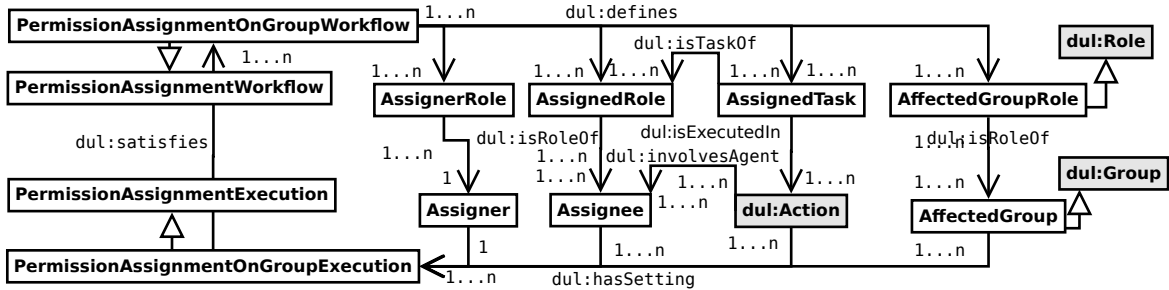 PermissionAssignmentOnGroupWorkflow
1...n
dul:defines
dul:Role
dul:isTaskOf
1...n
1...n
1...n
1...n
1...n
1...n
1...n
PermissionAssignmentWorkflow
AssignerRole
AssignedRole
AssignedTask
AffectedGroupRole
dul:satisfies
dul:isRoleOf
dul:isExecutedIn
dul:isRoleOf
1...n
1...n
1...n
dul:involvesAgent
dul:Group
1
1...n
1...n
1...n
1...n
PermissionAssignmentExecution
1...n
Assigner
Assignee
dul:Action
AffectedGroup
1
1...n
1...n
1...n
PermissionAssignmentOnGroupExecution
1...n
dul:hasSetting